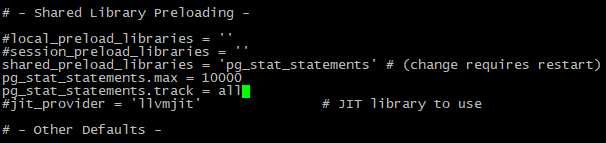 # - Shared Library Preloading -
#local_preload_libraries = ''
#session_preload_libraries = ''
shared_preload_libraries = 'pg_stat_statements' # (change requires restart)
pg_stat_statements.max = 10000
pg_stat_statements.track = all
#jit_provider = 'llvmjit' # JIT library to use
# - Other Defaults -